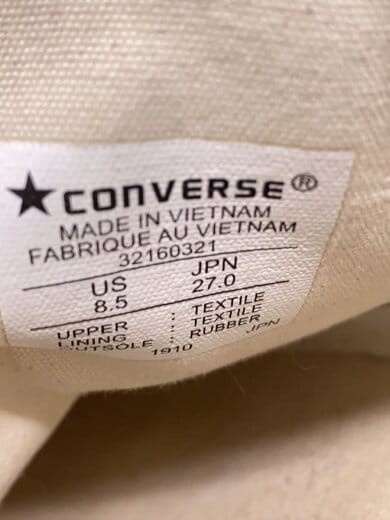 ★CONVERSE®
MADE IN VIETNAM
FABRIQUE AU VIETNAM
32160321
US JPN
8.5 27.0
UPPER : TEXTILE
LINING : TEXTILE
OUTSOLE : RUBBER
1910 JPN